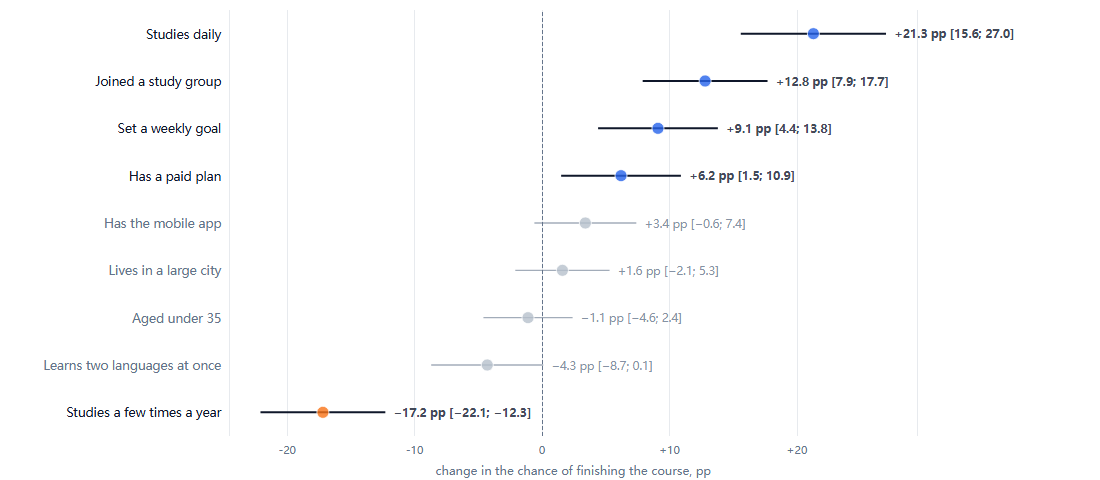 Studies daily +21.3 pp [15.6; 27.0]
Joined a study group +12.8 pp [7.9; 17.7]
Set a weekly goal +9.1 pp [4.4; 13.8]
Has a paid plan +6.2 pp [1.5; 10.9]
Has the mobile app +3.4 pp [−0.6; 7.4]
Lives in a large city +1.6 pp [−2.1; 5.3]
Aged under 35 −1.1 pp [−4.6; 2.4]
Learns two languages at once −4.3 pp [−8.7; 0.1]
Studies a few times a year −17.2 pp [−22.1; −12.3]
-20 -10 0 +10 +20
change in the chance of finishing the course, pp